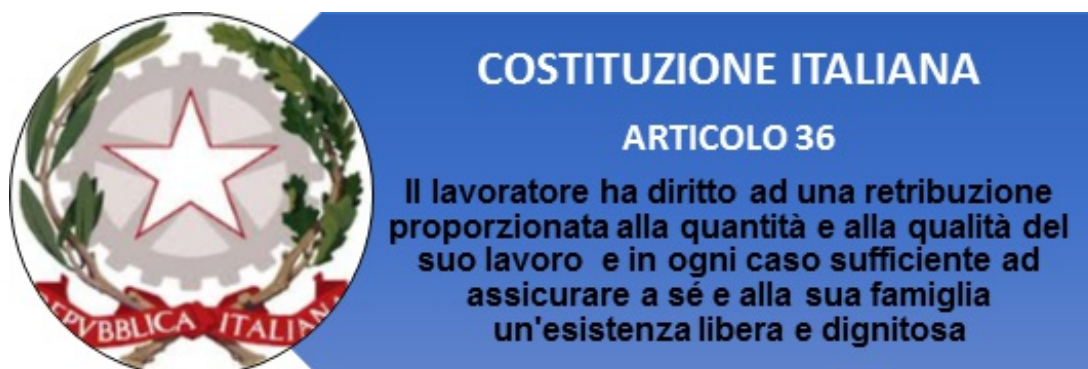 COSTITUZIONE ITALIANA
ARTICOLO 36
Il lavoratore ha diritto ad una retribuzione
proporzionata alla quantità e alla qualità del
suo lavoro e in ogni caso sufficiente ad
assicurare a sé e alla sua famiglia
un'esistenza libera e dignitosa
REPVBBLICA ITALIANA